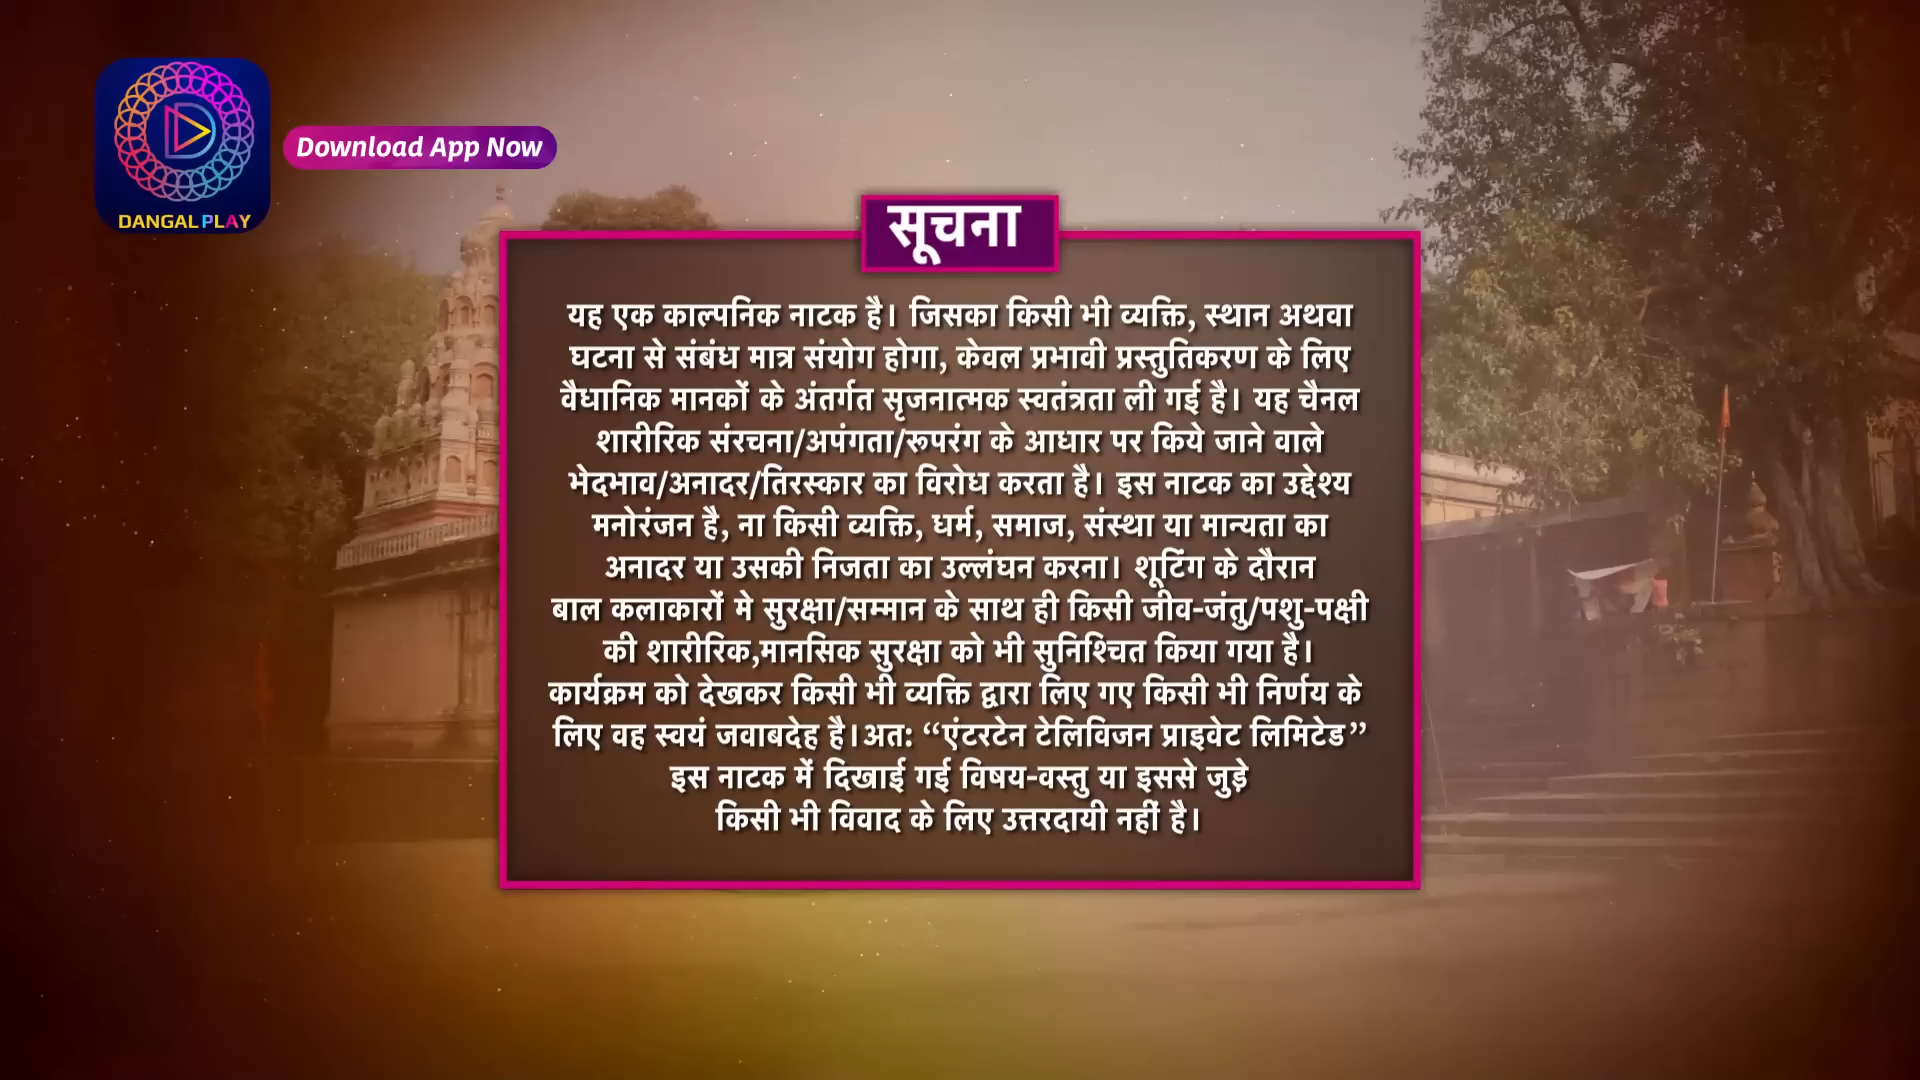 DANGAL PLAY
Download App Now
सूचना
यह एक काल्पनिक नाटक है। जिसका किसी भी व्यक्ति, स्थान अथवा
घटना से संबंध मात्र संयोग होगा, केवल प्रभावी प्रस्तुतिकरण के लिए
वैधानिक मानकों के अंतर्गत सृजनात्मक स्वतंत्रता ली गई है। यह चैनल
शारीरिक संरचना/अपंगता/रूपरंग के आधार पर किये जाने वाले
भेदभाव/अनादर/तिरस्कार का विरोध करता है। इस नाटक का उद्देश्य
मनोरंजन है, ना किसी व्यक्ति, धर्म, समाज, संस्था या मान्यता का
अनादर या उसकी निजता का उल्लंघन करना। शूटिंग के दौरान
बाल कलाकारों मे सुरक्षा/सम्मान के साथ ही किसी जीव-जंतु/पशु-पक्षी
की शारीरिक,मानसिक सुरक्षा को भी सुनिश्चित किया गया है।
कार्यक्रम को देखकर किसी भी व्यक्ति द्वारा लिए गए किसी भी निर्णय के
लिए वह स्वयं जवाबदेह है।अत: “एंटरटेन टेलिविजन प्राइवेट लिमिटेड”
इस नाटक में दिखाई गई विषय-वस्तु या इससे जुड़े
किसी भी विवाद के लिए उत्तरदायी नहीं है।